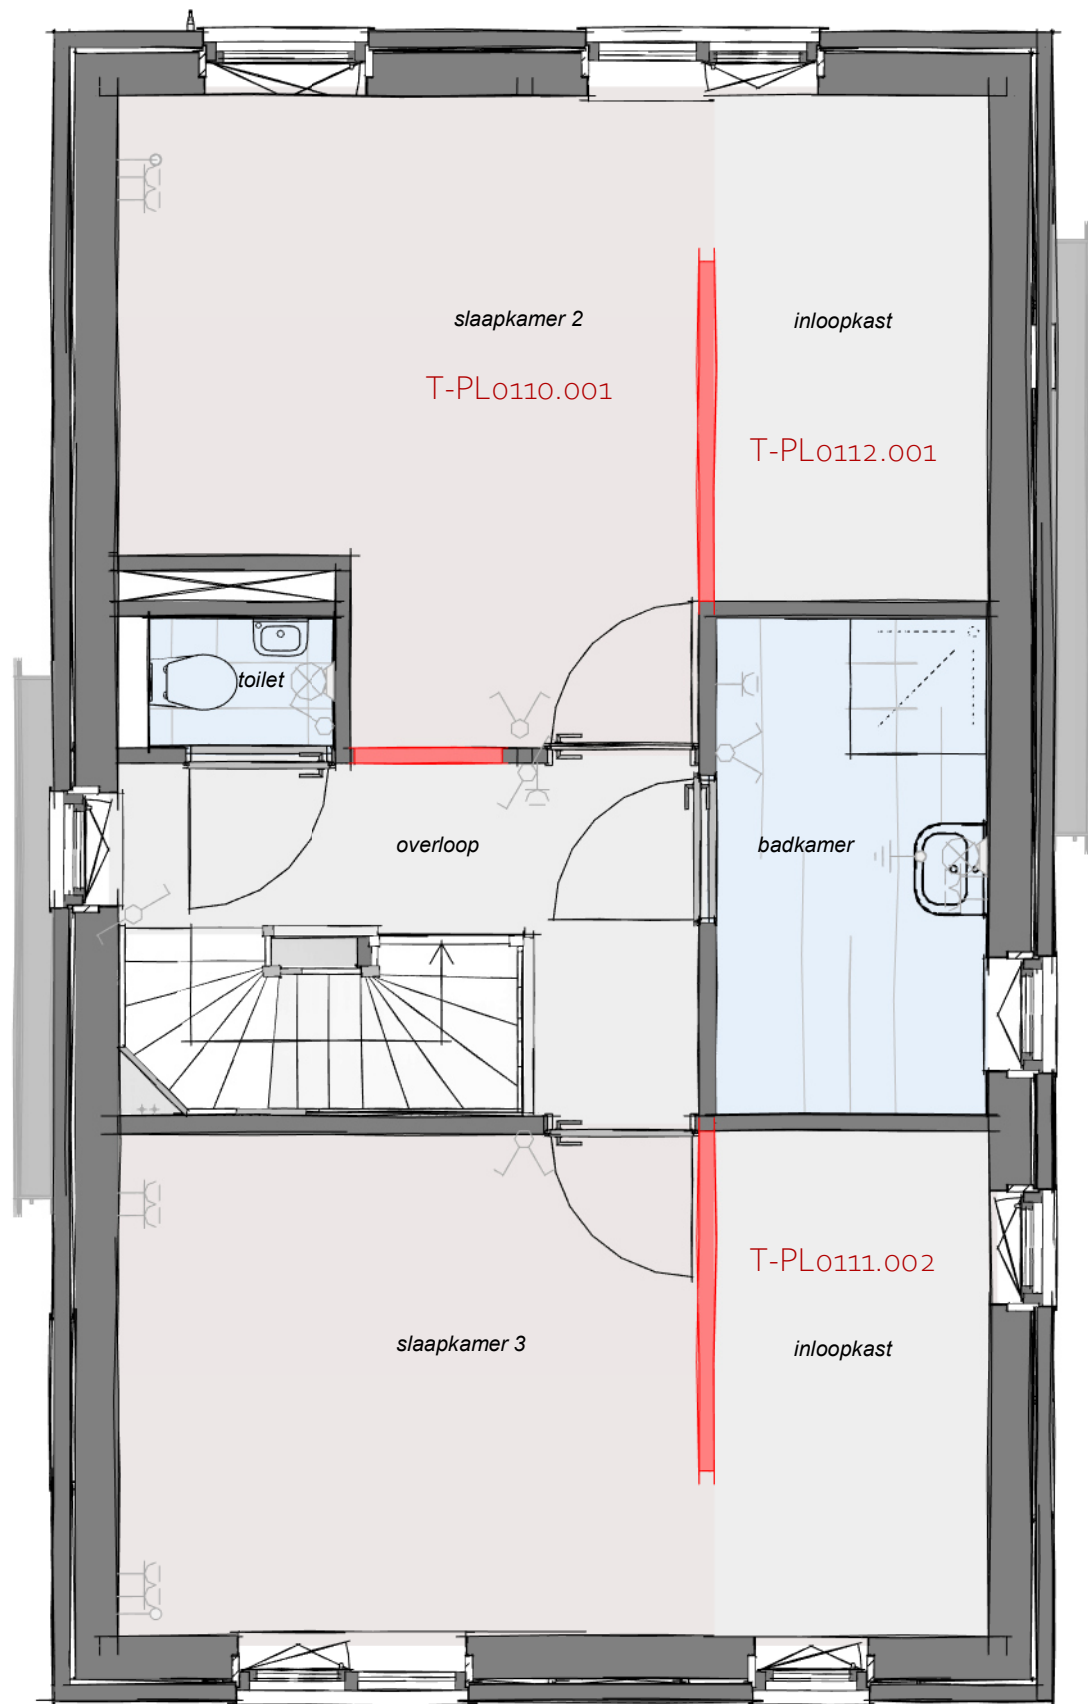 slaapkamer 2
inloopkast
T-PL0110.001
T-PL0112.001
toilet
overloop
badkamer
T-PL0111.002
slaapkamer 3
inloopkast